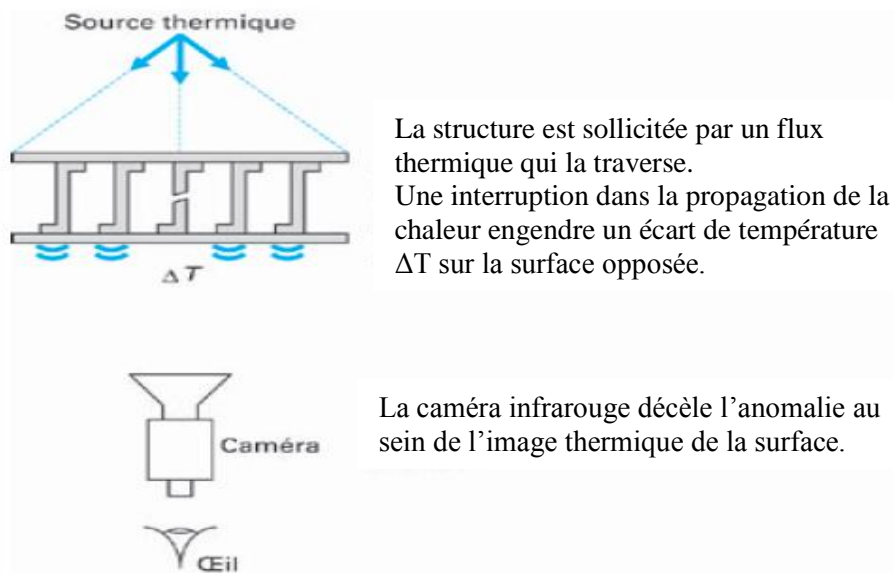 Source thermique
La structure est sollicitée par un flux
thermique qui la traverse.
Une interruption dans la propagation de la
chaleur engendre un écart de température
ΔT sur la surface opposée.
Δ T
La caméra infrarouge décèle l’anomalie au
sein de l’image thermique de la surface.
Caméra
Œil